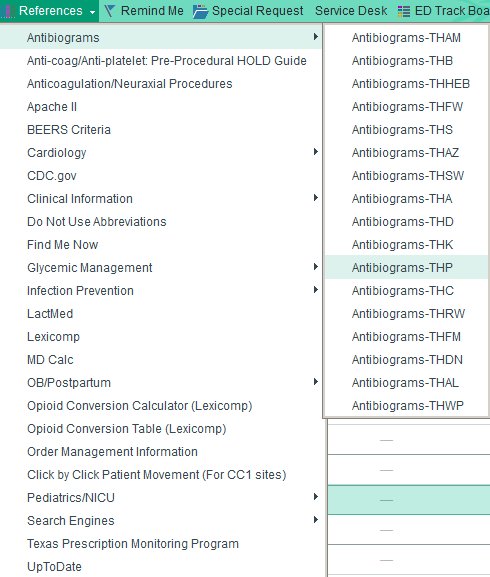 References Remind Me Special Request Service Desk ED Track Boa
Antibiograms
Anti-coag/Anti-platelet: Pre-Procedural HOLD Guide
Anticoagulation/Neuraxial Procedures
Apache II
BEERS Criteria
Cardiology
CDC.gov
Clinical Information
Do Not Use Abbreviations
Find Me Now
Glycemic Management
Infection Prevention
LactMed
Lexicomp
MD Calc
OB/Postpartum
Opioid Conversion Calculator (Lexicomp)
Opioid Conversion Table (Lexicomp)
Order Management Information
Click by Click Patient Movement (For CC1 sites)
Pediatrics/NICU
Search Engines
Texas Prescription Monitoring Program
UpToDate
Antibiograms-THAM
Antibiograms-THB
Antibiograms-THHEB
Antibiograms-THFW
Antibiograms-THS
Antibiograms-THAZ
Antibiograms-THSW
Antibiograms-THA
Antibiograms-THD
Antibiograms-THK
Antibiograms-THP
Antibiograms-THC
Antibiograms-THRW
Antibiograms-THFM
Antibiograms-THDN
Antibiograms-THAL
Antibiograms-THWP
—
—
—
—
—